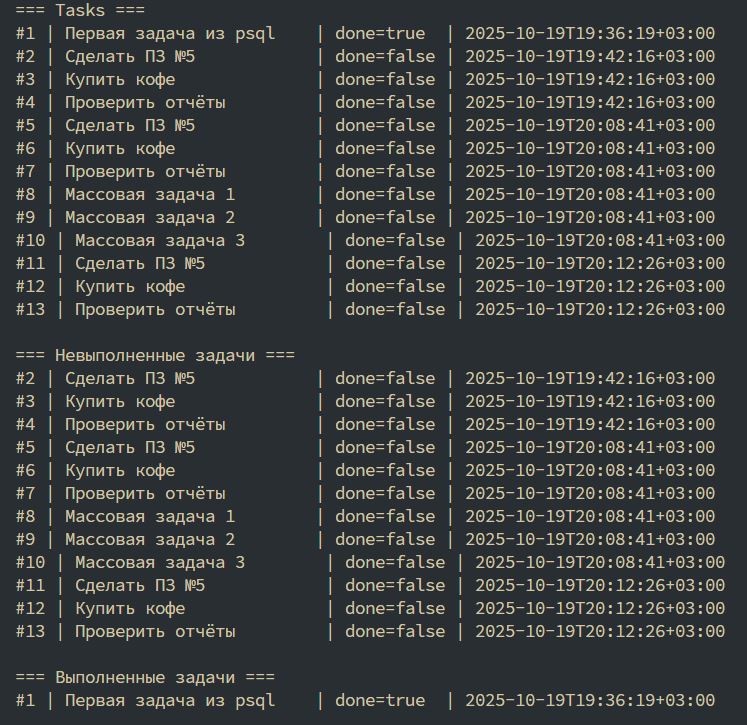 === Tasks ===
#1 | Первая задача из psql    | done=true  | 2025-10-19T19:36:19+03:00
#2 | Сделать ПЗ №5            | done=false | 2025-10-19T19:42:16+03:00
#3 | Купить кофе              | done=false | 2025-10-19T19:42:16+03:00
#4 | Проверить отчёты         | done=false | 2025-10-19T19:42:16+03:00
#5 | Сделать ПЗ №5            | done=false | 2025-10-19T20:08:41+03:00
#6 | Купить кофе              | done=false | 2025-10-19T20:08:41+03:00
#7 | Проверить отчёты         | done=false | 2025-10-19T20:08:41+03:00
#8 | Массовая задача 1        | done=false | 2025-10-19T20:08:41+03:00
#9 | Массовая задача 2        | done=false | 2025-10-19T20:08:41+03:00
#10 | Массовая задача 3        | done=false | 2025-10-19T20:08:41+03:00
#11 | Сделать ПЗ №5            | done=false | 2025-10-19T20:12:26+03:00
#12 | Купить кофе              | done=false | 2025-10-19T20:12:26+03:00
#13 | Проверить отчёты         | done=false | 2025-10-19T20:12:26+03:00

=== Невыполненные задачи ===
#2 | Сделать ПЗ №5            | done=false | 2025-10-19T19:42:16+03:00
#3 | Купить кофе              | done=false | 2025-10-19T19:42:16+03:00
#4 | Проверить отчёты         | done=false | 2025-10-19T19:42:16+03:00
#5 | Сделать ПЗ №5            | done=false | 2025-10-19T20:08:41+03:00
#6 | Купить кофе              | done=false | 2025-10-19T20:08:41+03:00
#7 | Проверить отчёты         | done=false | 2025-10-19T20:08:41+03:00
#8 | Массовая задача 1        | done=false | 2025-10-19T20:08:41+03:00
#9 | Массовая задача 2        | done=false | 2025-10-19T20:08:41+03:00
#10 | Массовая задача 3        | done=false | 2025-10-19T20:08:41+03:00
#11 | Сделать ПЗ №5            | done=false | 2025-10-19T20:12:26+03:00
#12 | Купить кофе              | done=false | 2025-10-19T20:12:26+03:00
#13 | Проверить отчёты         | done=false | 2025-10-19T20:12:26+03:00

=== Выполненные задачи ===
#1 | Первая задача из psql    | done=true  | 2025-10-19T19:36:19+03:00